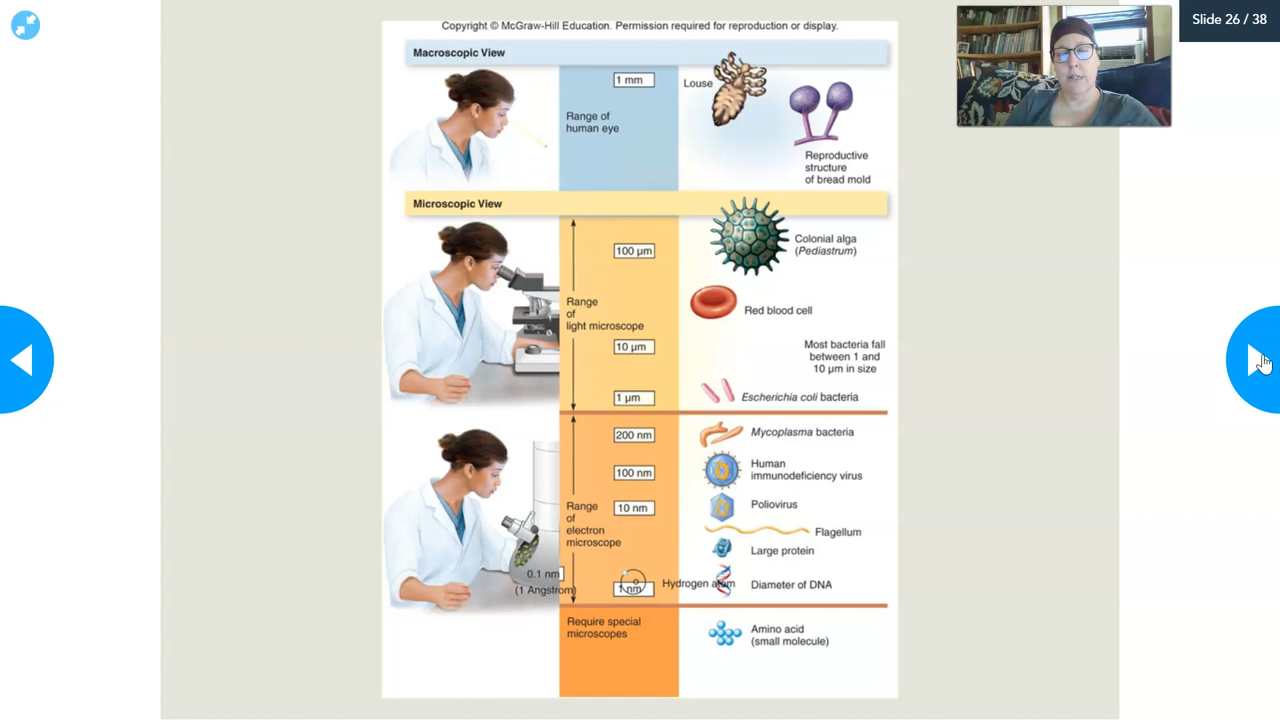 Slide 26 / 38
Copyright © McGraw-Hill Education. Permission required for reproduction or display.
Macroscopic View
1 mm
Louse
Range of
human eye
Reproductive
structure
of bread mold
Microscopic View
100 µm
Colonial alga
(Pediastrum)
Range
of
light microscope
Red blood cell
10 µm
Most bacteria fall
between 1 and
10 µm in size
1 µm
Escherichia coli bacteria
200 nm
Mycoplasma bacteria
100 nm
Human
immunodeficiency virus
10 nm
Poliovirus
Range
of
electron
microscope
Flagellum
Large protein
0.1 nm
(1 Angstrom)
1 nm
Hydrogen atom
Diameter of DNA
Require special
microscopes
Amino acid
(small molecule)